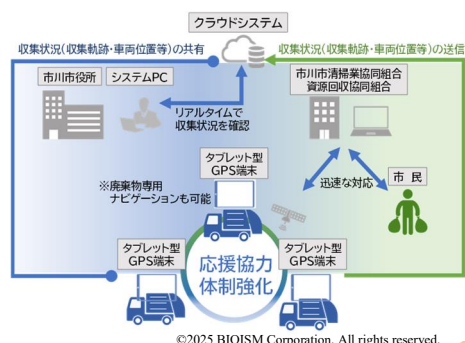 クラウドシステム
収集状況(収集軌跡・車両位置等)の共有
収集状況(収集軌跡・車両位置等)の送信
市川市役所
システムPC
市川市清掃業協同組合
資源回収協同組合
リアルタイムで
収集状況を確認
タブレット型
GPS端末
※廃棄物専用
ナビゲーションも可能
迅速な対応
市 民
タブレット型
GPS端末
応援協力
体制強化
タブレット型
GPS端末
©2025 BIOISM Corporation. All rights reserved.